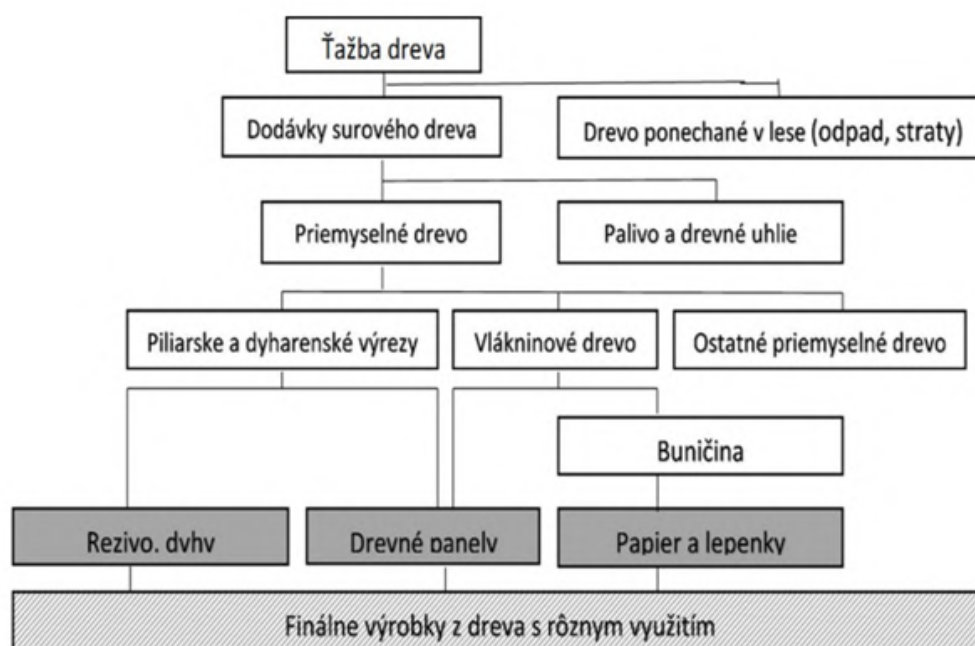 Ťažba dreva
Dodávky surového dreva
Drevo ponechané v lese (odpad, straty)
Priemyselné drevo
Palivo a drevné uhlie
Piliarske a dyharenské výrezy
Vlákninové drevo
Ostatné priemyselné drevo
Buničina
Rezivo, dyhy
Drevné panely
Papier a lepenky
Finálne výrobky z dreva s rôznym využitím